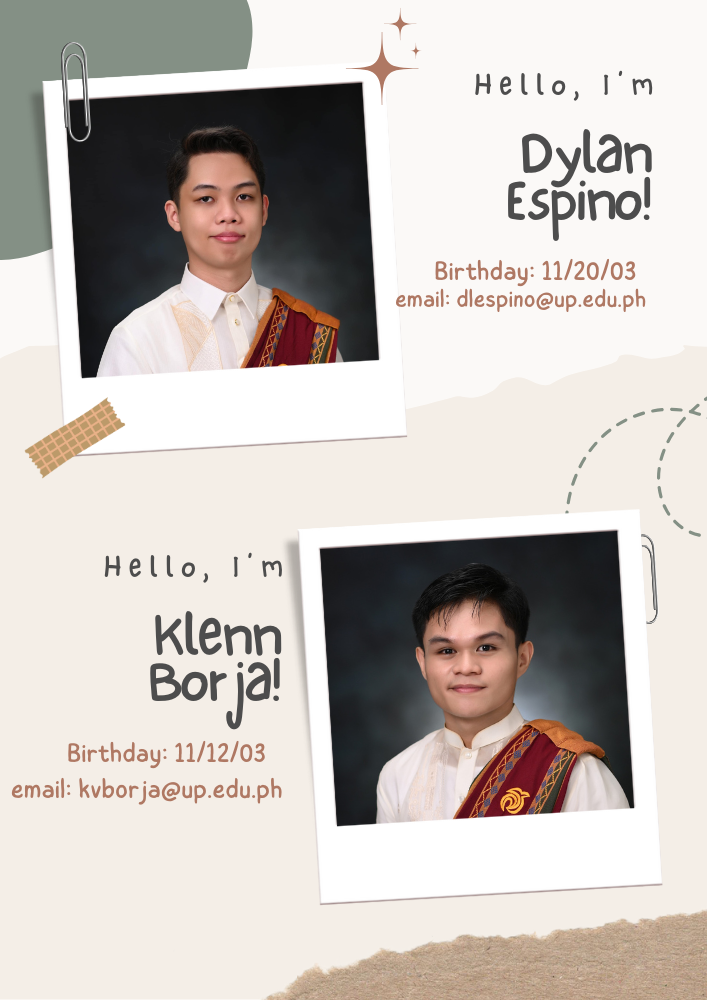 Hello, I'm
Dylan
Espino!
Birthday: 11/20/03
email: dlespino@up.edu.ph
Hello, I'm
Klenn
Borja!
Birthday: 11/12/03
email: kvborja@up.edu.ph